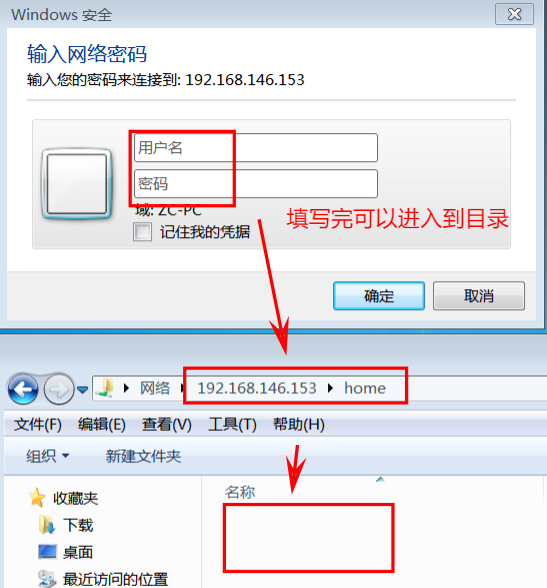 Windows 安全
输入网络密码
输入您的密码来连接到: 192.168.146.153
用户名
密码
域: ZC-PC
填写完可以进入到目录
记住我的凭据
确定
取消
网络
192.168.146.153
home
文件(F) 编辑(E) 查看(V) 工具(T) 帮助(H)
组织 新建文件夹
名称
收藏夹
下载
桌面
最近访问的位置